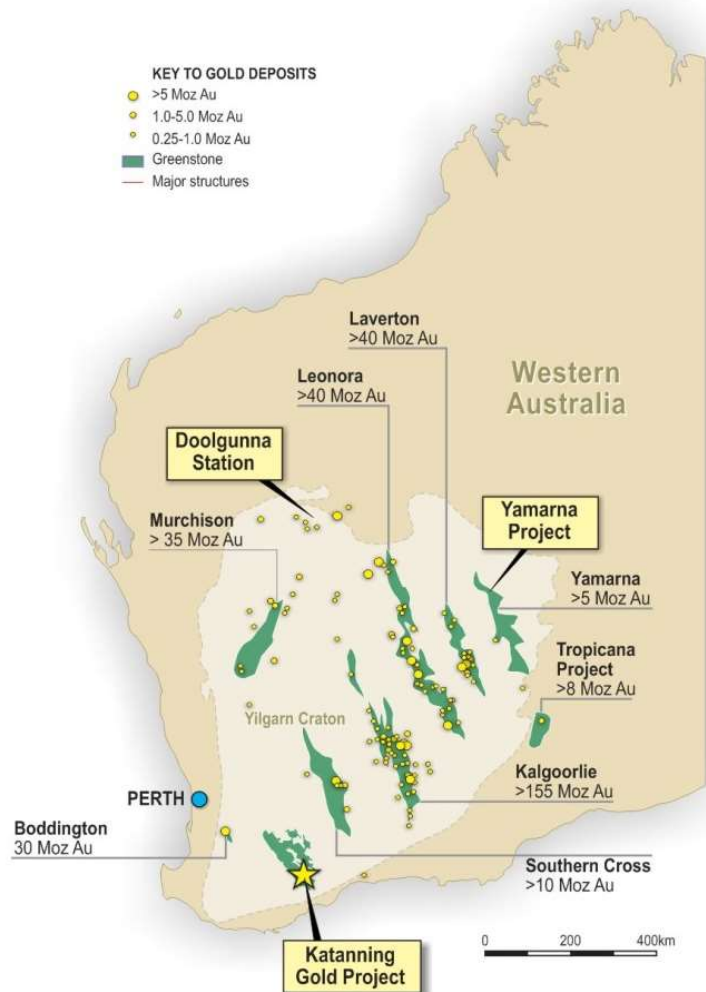 KEY TO GOLD DEPOSITS
>5 Moz Au
1.0-5.0 Moz Au
0.25-1.0 Moz Au
Greenstone
Major structures
Laverton
>40 Moz Au
Leonora
>40 Moz Au
Western
Australia
Doolgunna
Station
Murchison
> 35 Moz Au
Yamarna
Project
Yamarna
>5 Moz Au
Tropicana
Project
>8 Moz Au
Yilgarn Craton
Kalgoorlie
>155 Moz Au
PERTH
Boddington
30 Moz Au
Southern Cross
>10 Moz Au
Katanning
Gold Project
0 200 400km